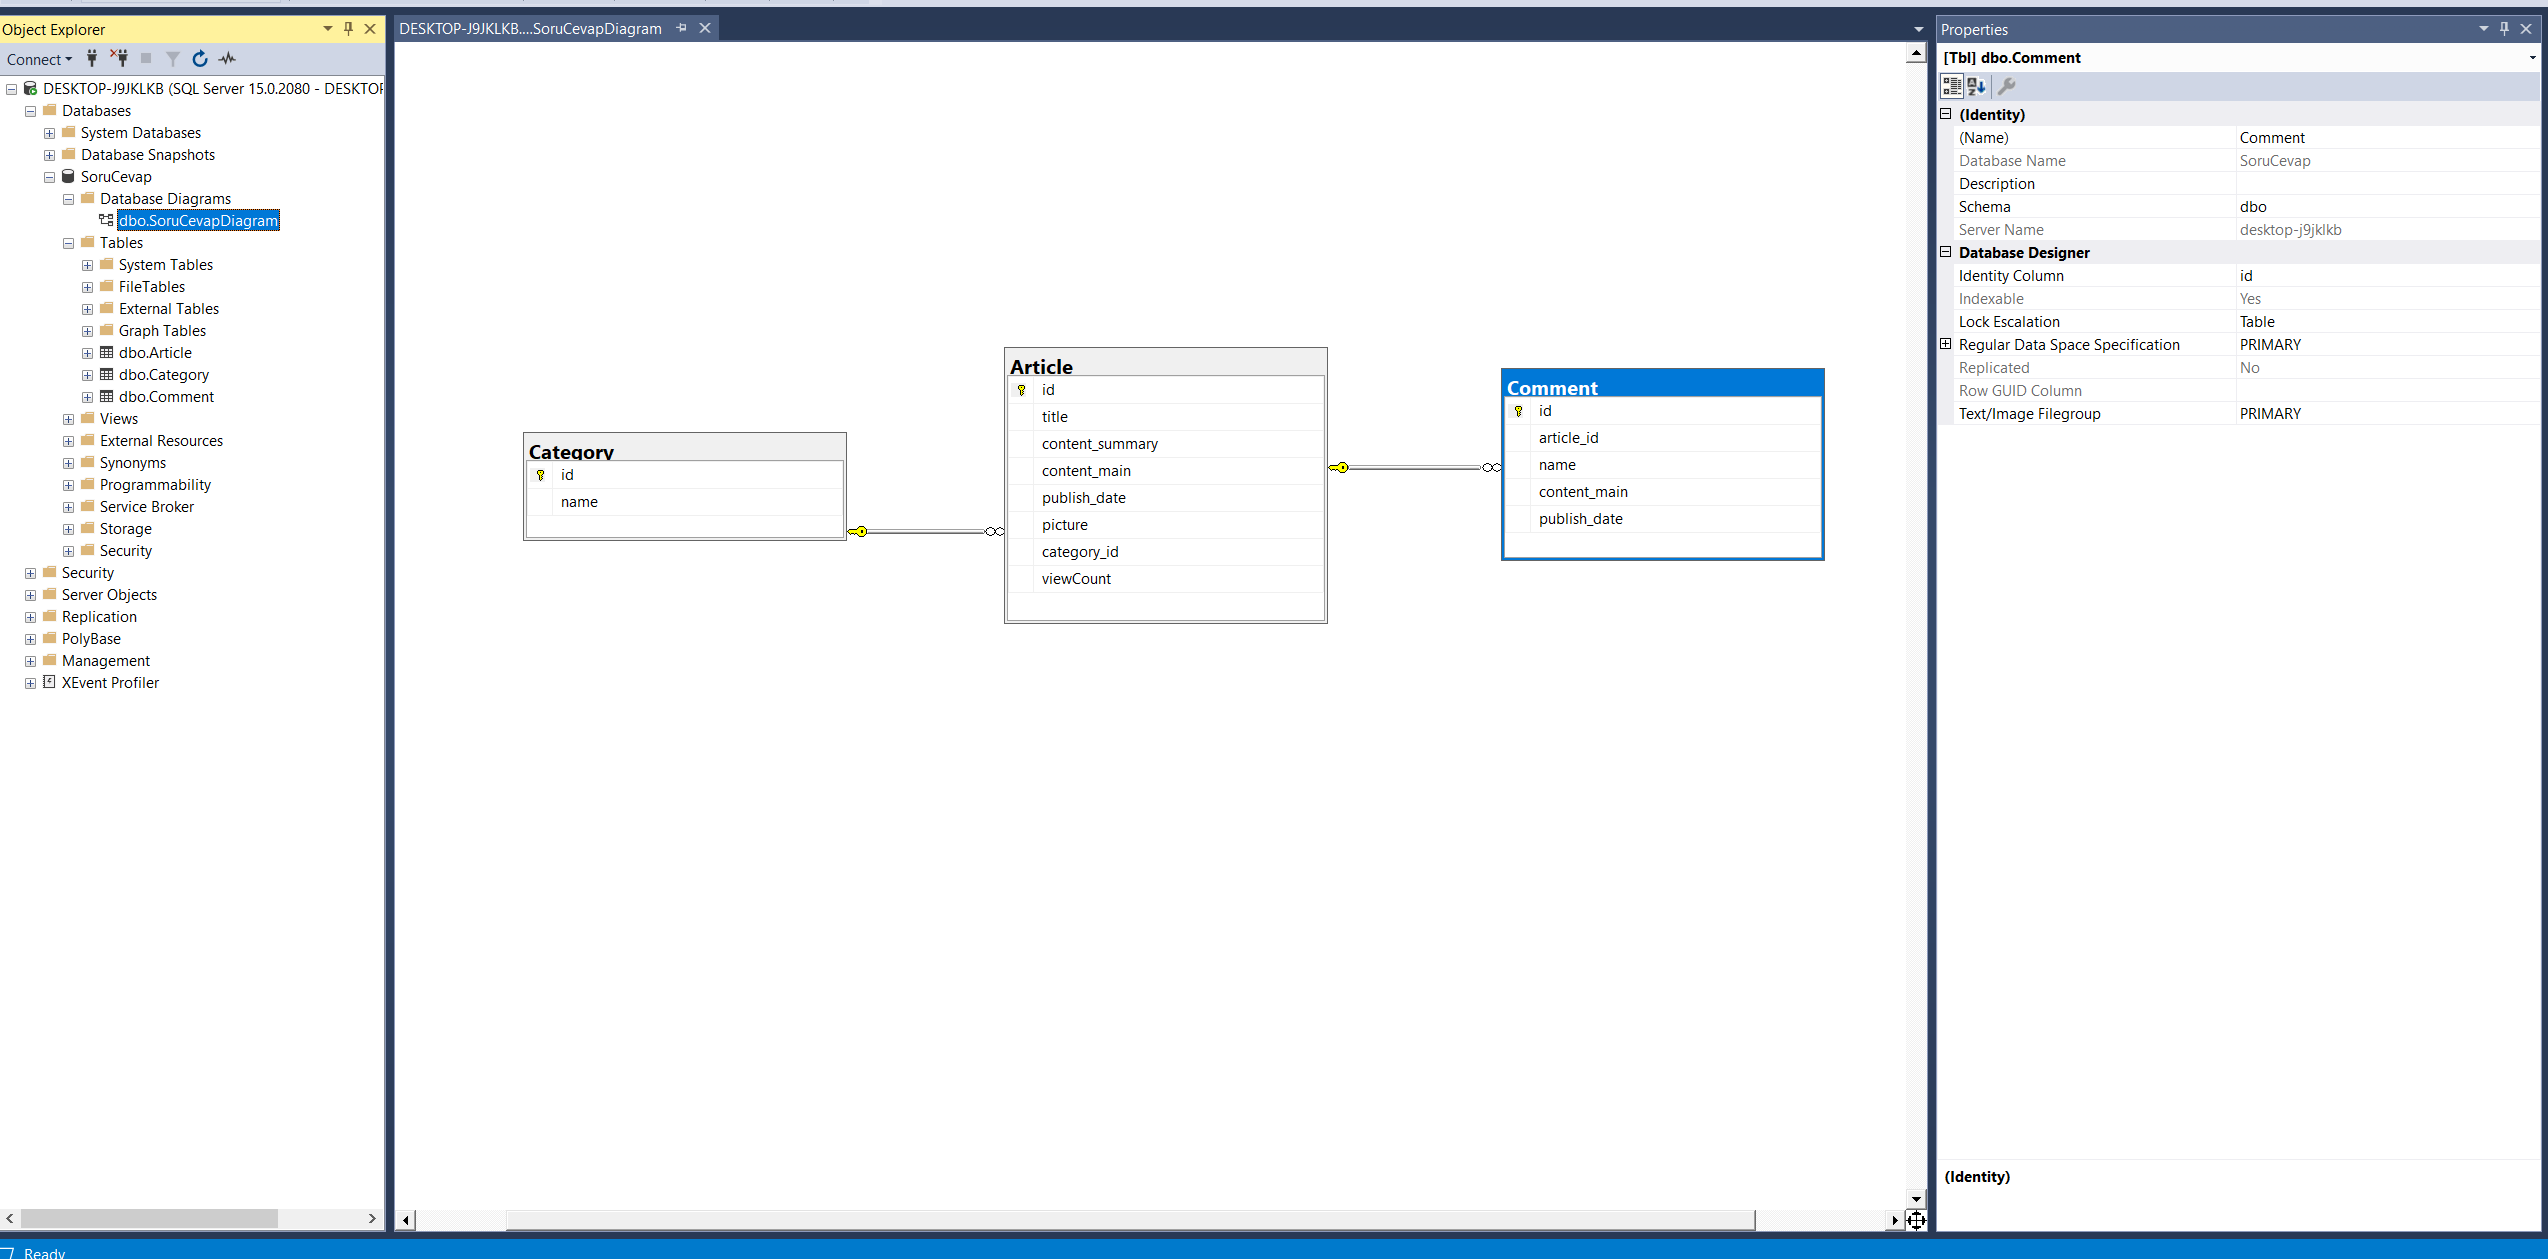 Object Explorer
Connect
DESKTOP-J9JKLKB (SQL Server 15.0.2080 - DESKTOP
Databases
System Databases
Database Snapshots
SoruCevap
Database Diagrams
dbo.SoruCevapDiagram
Tables
System Tables
FileTables
External Tables
Graph Tables
dbo.Article
dbo.Category
dbo.Comment
Views
External Resources
Synonyms
Programmability
Service Broker
Storage
Security
Security
Server Objects
Replication
PolyBase
Management
XEvent Profiler
DESKTOP-J9JKLKB....SoruCevapDiagram
Category
id
name
Article
id
title
content_summary
content_main
publish_date
picture
category_id
viewCount
Comment
id
article_id
name
content_main
publish_date
Properties
[Tbl] dbo.Comment
(Identity)
(Name) Comment
Database Name SoruCevap
Description
Schema dbo
Server Name desktop-j9jklkb
Database Designer
Identity Column id
Indexable Yes
Lock Escalation Table
Regular Data Space Specification PRIMARY
Replicated No
Row GUID Column
Text/Image Filegroup PRIMARY
(Identity)
Ready